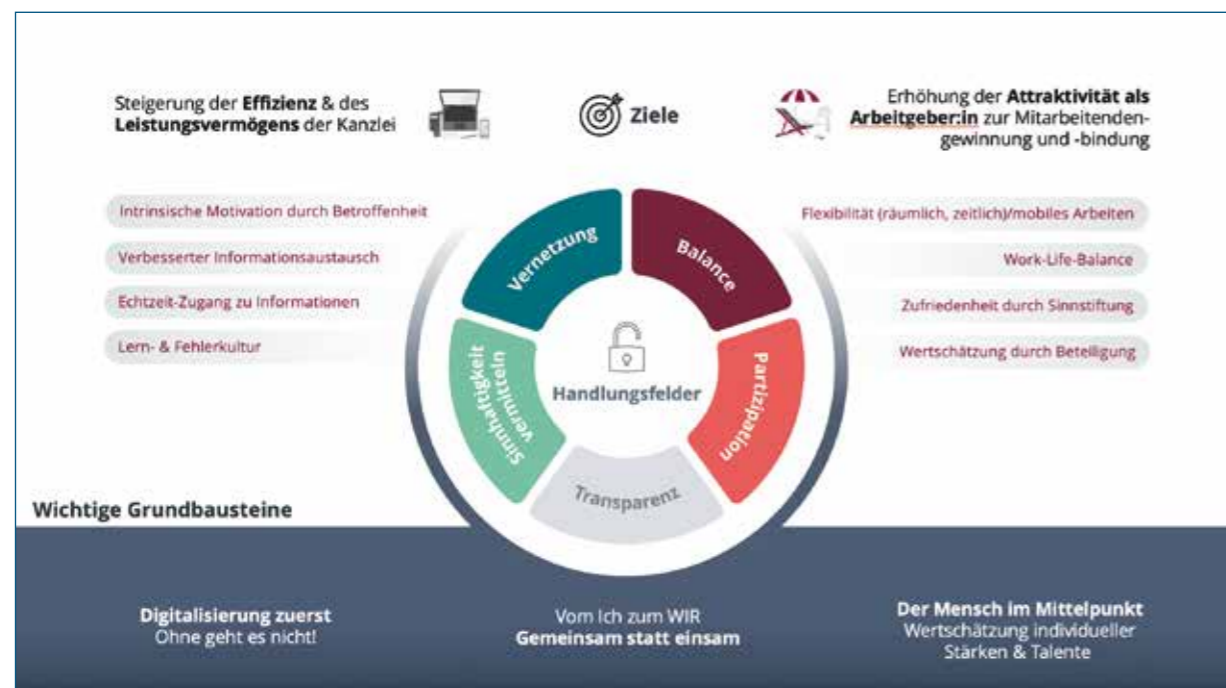 Steigerung der Effizienz & des
Leistungsvermögens der Kanzlei
Ziele
Erhöhung der Attraktivität als
Arbeitgeber:in zur Mitarbeitenden-
gewinnung und -bindung
Intrinsische Motivation durch Betroffenheit
Verbesserter Informationsaustausch
Echtzeit-Zugang zu Informationen
Lern- & Fehlerkultur
Vernetzung
Balance
Partizipation
Transparenz
Sinnhaftigkeit
vermitteln
Handlungsfelder
Flexibilität (räumlich, zeitlich)/mobiles Arbeiten
Work-Life-Balance
Zufriedenheit durch Sinnstiftung
Wertschätzung durch Beteiligung
Wichtige Grundbausteine
Digitalisierung zuerst
Ohne geht es nicht!
Vom Ich zum WIR
Gemeinsam statt einsam
Der Mensch im Mittelpunkt
Wertschätzung individueller
Stärken & Talente